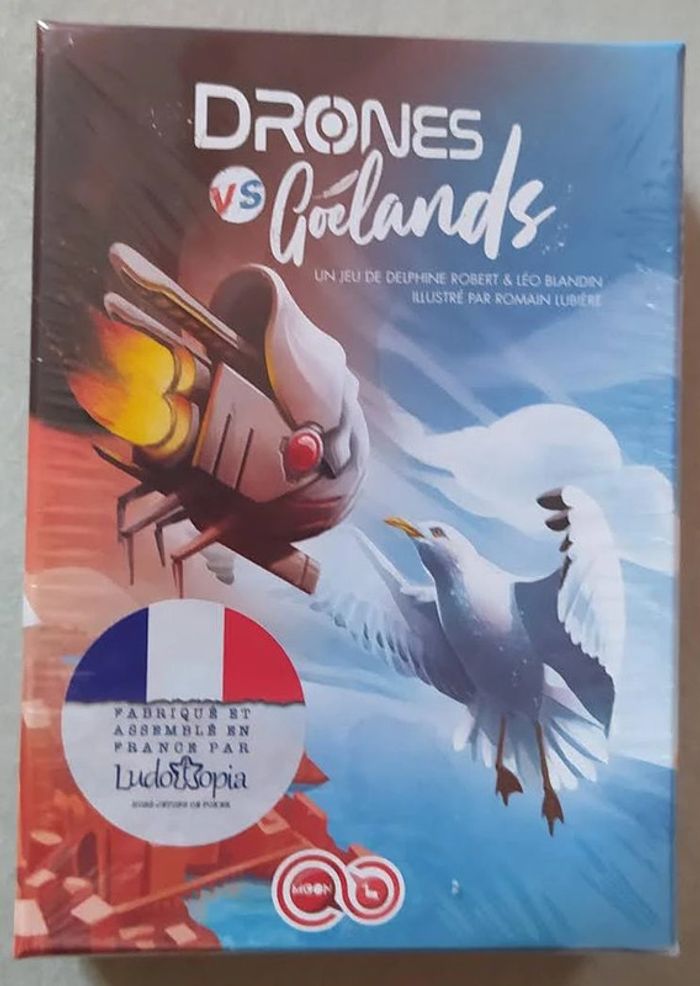 DRONES
VS
Goélands
UN JEU DE DELPHINE ROBERT & LÉO BLANDIN
ILLUSTRÉ PAR ROMAIN LUBIÈRE
FABRIQUÉ ET
ASSEMBLÉ EN
FRANCE PAR
Ludottopia
MOON